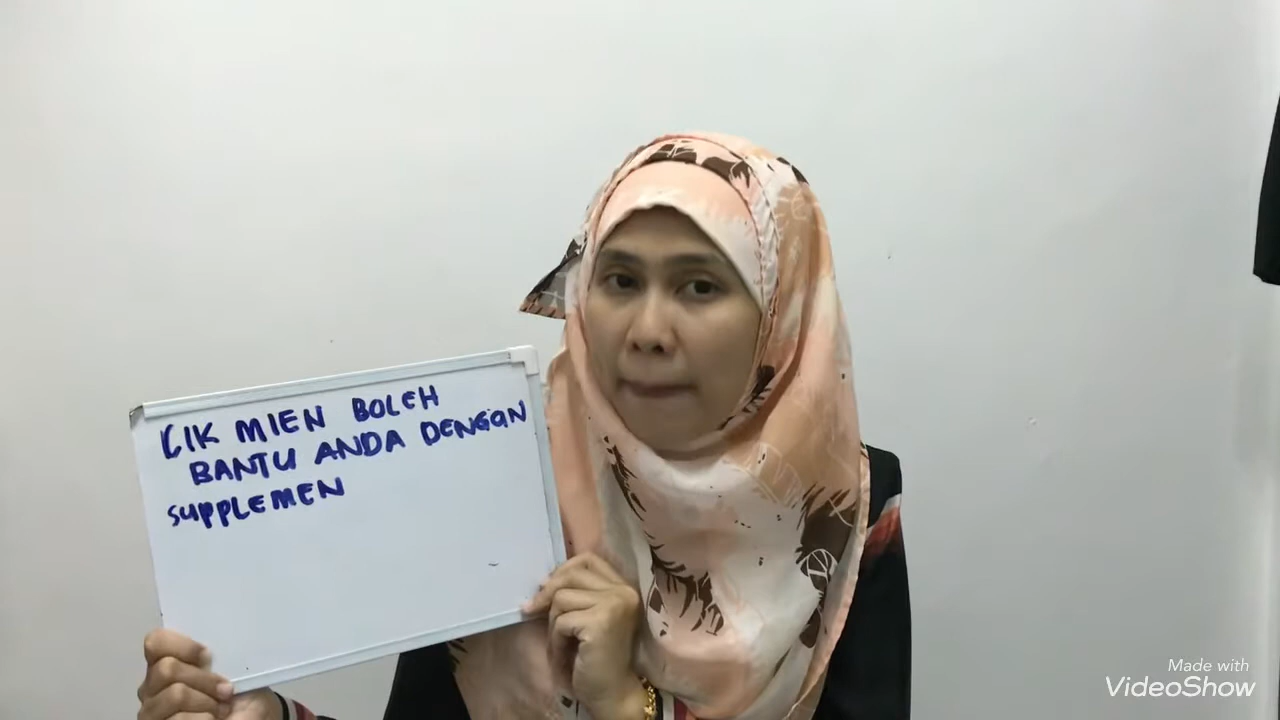 CIK MIEN BOLEH
BANTU ANDA DENGAN
SUPPLEMEN
Made with
VideoShow